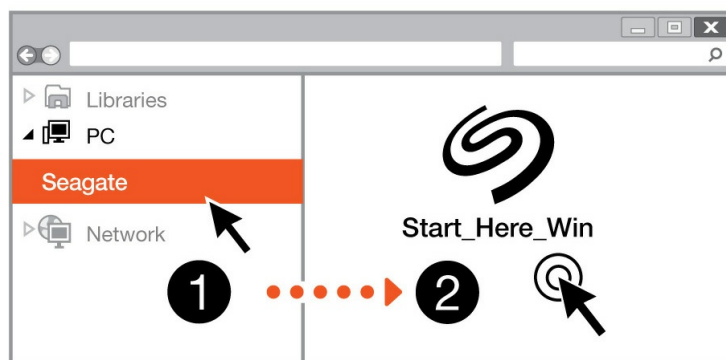 Libraries
PC
Seagate
Network
Start_Here_Win
1
2